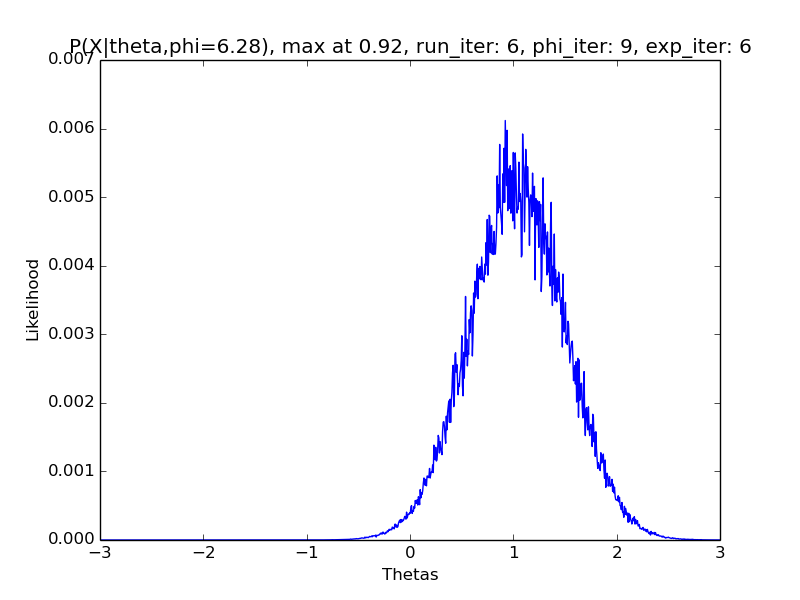 P(X|theta,phi=6.28), max at 0.92, run_iter: 6, phi_iter: 9, exp_iter: 6
0.007
0.006
0.005
0.004
0.003
0.002
0.001
0.000
Likelihood
−3 −2 −1 0 1 2 3
Thetas